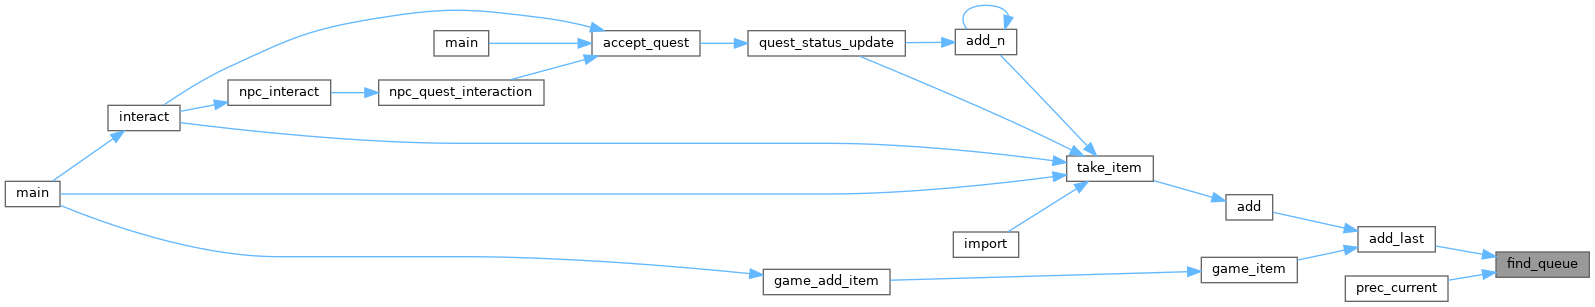 main
interact
npc_interact
main
npc_quest_interaction
accept_quest
quest_status_update
add_n
take_item
import
game_add_item
add
game_item
add_last
prec_current
find_queue